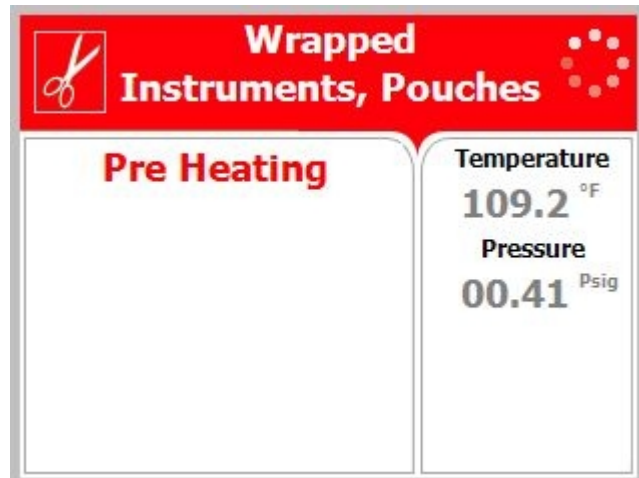 Wrapped
Instruments, Pouches
Pre Heating
Temperature
109.2 °F
Pressure
00.41 Psig